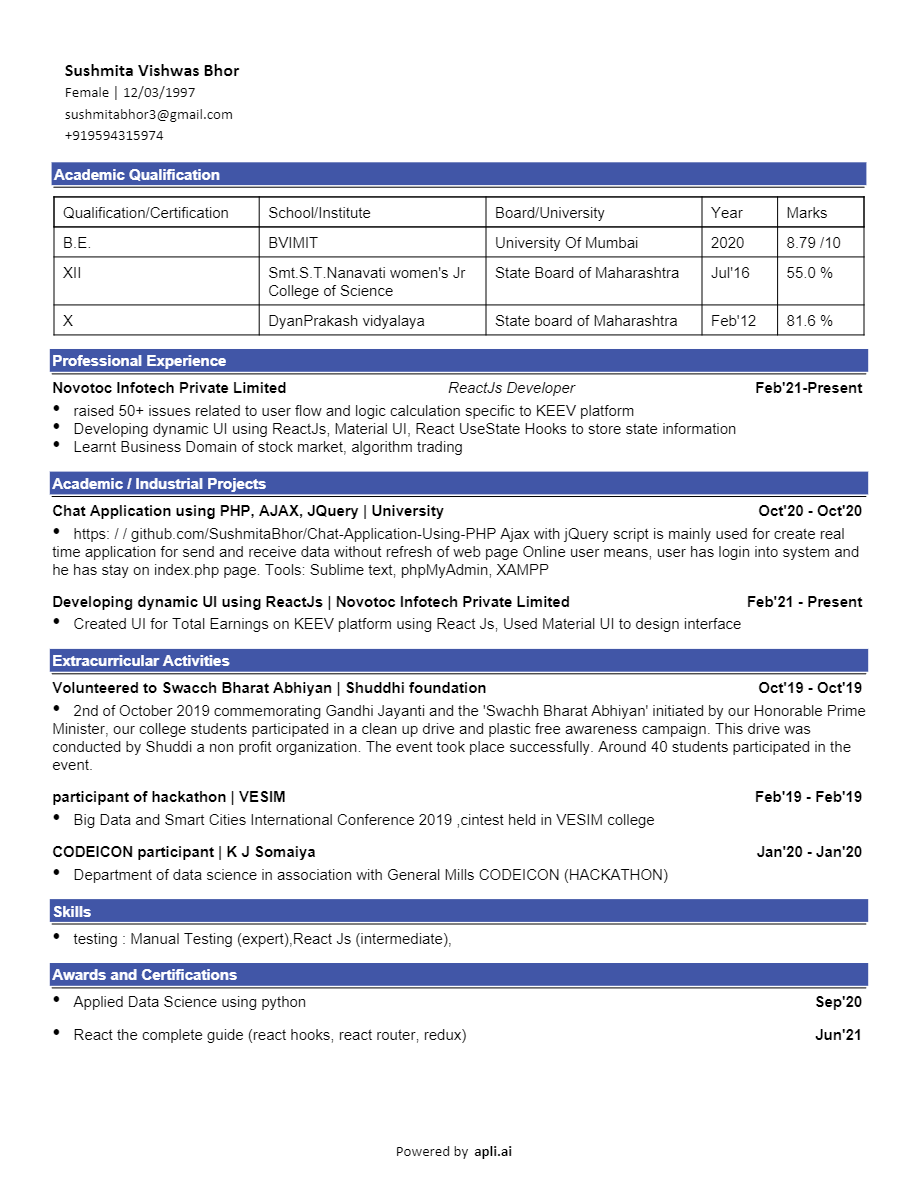 Sushmita Vishwas Bhor
Female | 12/03/1997
sushmitabhor3@gmail.com
+919594315974
Academic Qualification
Qualification/Certification School/Institute Board/University Year Marks
B.E. BVIMIT University Of Mumbai 2020 8.79 /10
XII Smt.S.T.Nanavati women's Jr State Board of Maharashtra Jul'16 55.0 %
College of Science
X DyanPrakash vidyalaya State board of Maharashtra Feb'12 81.6 %
Professional Experience
Novotoc Infotech Private Limited ReactJs Developer Feb'21-Present
• raised 50+ issues related to user flow and logic calculation specific to KEEV platform
• Developing dynamic UI using ReactJs, Material UI, React UseState Hooks to store state information
• Learnt Business Domain of stock market, algorithm trading
Academic / Industrial Projects
Chat Application using PHP, AJAX, JQuery | University Oct'20 - Oct'20
• https: / / github.com/SushmitaBhor/Chat-Application-Using-PHP Ajax with jQuery script is mainly used for create real
time application for send and receive data without refresh of web page Online user means, user has login into system and
he has stay on index.php page. Tools: Sublime text, phpMyAdmin, XAMPP
Developing dynamic UI using ReactJs | Novotoc Infotech Private Limited Feb'21 - Present
• Created UI for Total Earnings on KEEV platform using React Js, Used Material UI to design interface
Extracurricular Activities
Volunteered to Swacch Bharat Abhiyan | Shuddhi foundation Oct'19 - Oct'19
• 2nd of October 2019 commemorating Gandhi Jayanti and the 'Swachh Bharat Abhiyan' initiated by our Honorable Prime
Minister, our college students participated in a clean up drive and plastic free awareness campaign. This drive was
conducted by Shuddi a non profit organization. The event took place successfully. Around 40 students participated in the
event.
participant of hackathon | VESIM Feb'19 - Feb'19
• Big Data and Smart Cities International Conference 2019 ,cintest held in VESIM college
CODEICON participant | K J Somaiya Jan'20 - Jan'20
• Department of data science in association with General Mills CODEICON (HACKATHON)
Skills
• testing : Manual Testing (expert),React Js (intermediate),
Awards and Certifications
• Applied Data Science using python Sep'20
• React the complete guide (react hooks, react router, redux) Jun'21
Powered by apli.ai